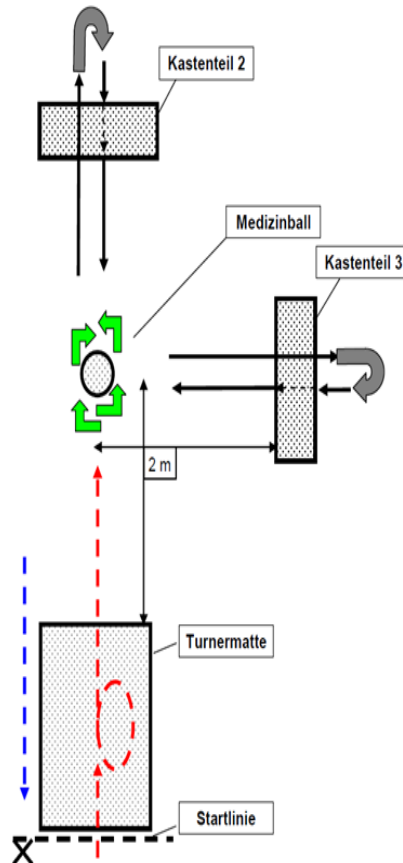 Kastenteil 2
Medizinball
Kastenteil 3
2 m
Turnermatte
Startlinie
X